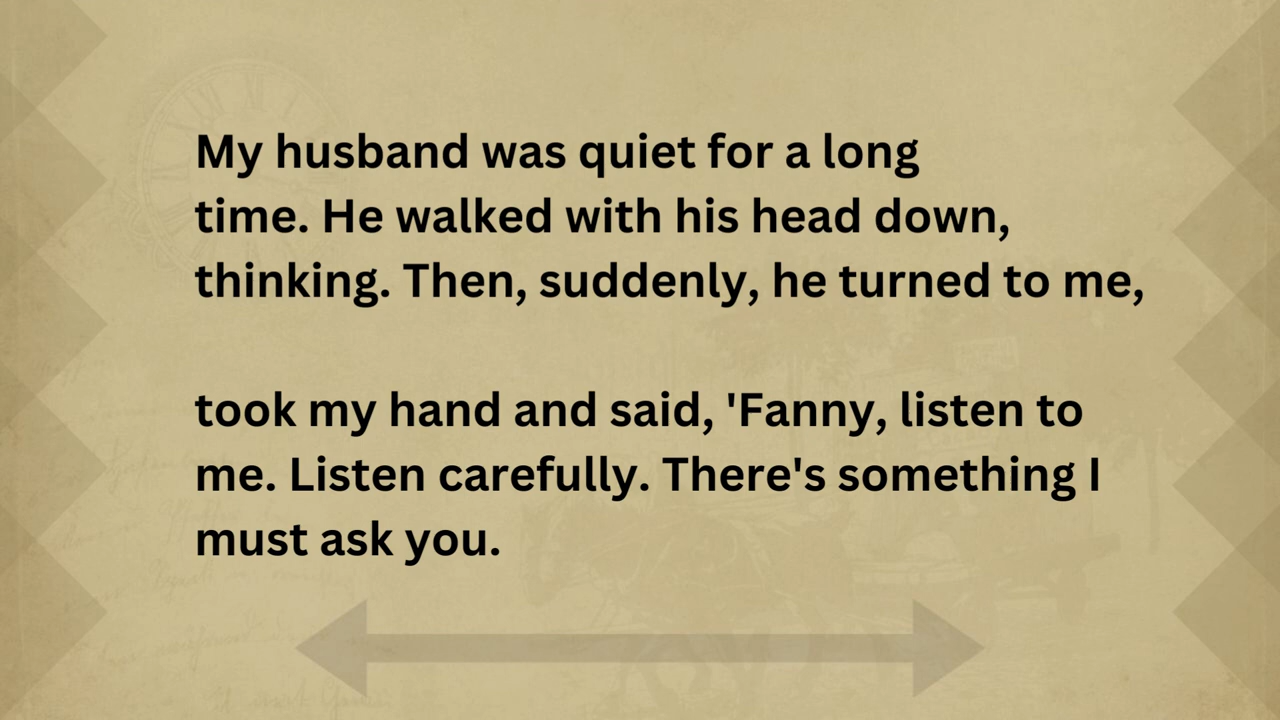 My husband was quiet for a long
time. He walked with his head down,
thinking. Then, suddenly, he turned to me,
took my hand and said, 'Fanny, listen to
me. Listen carefully. There's something I
must ask you.